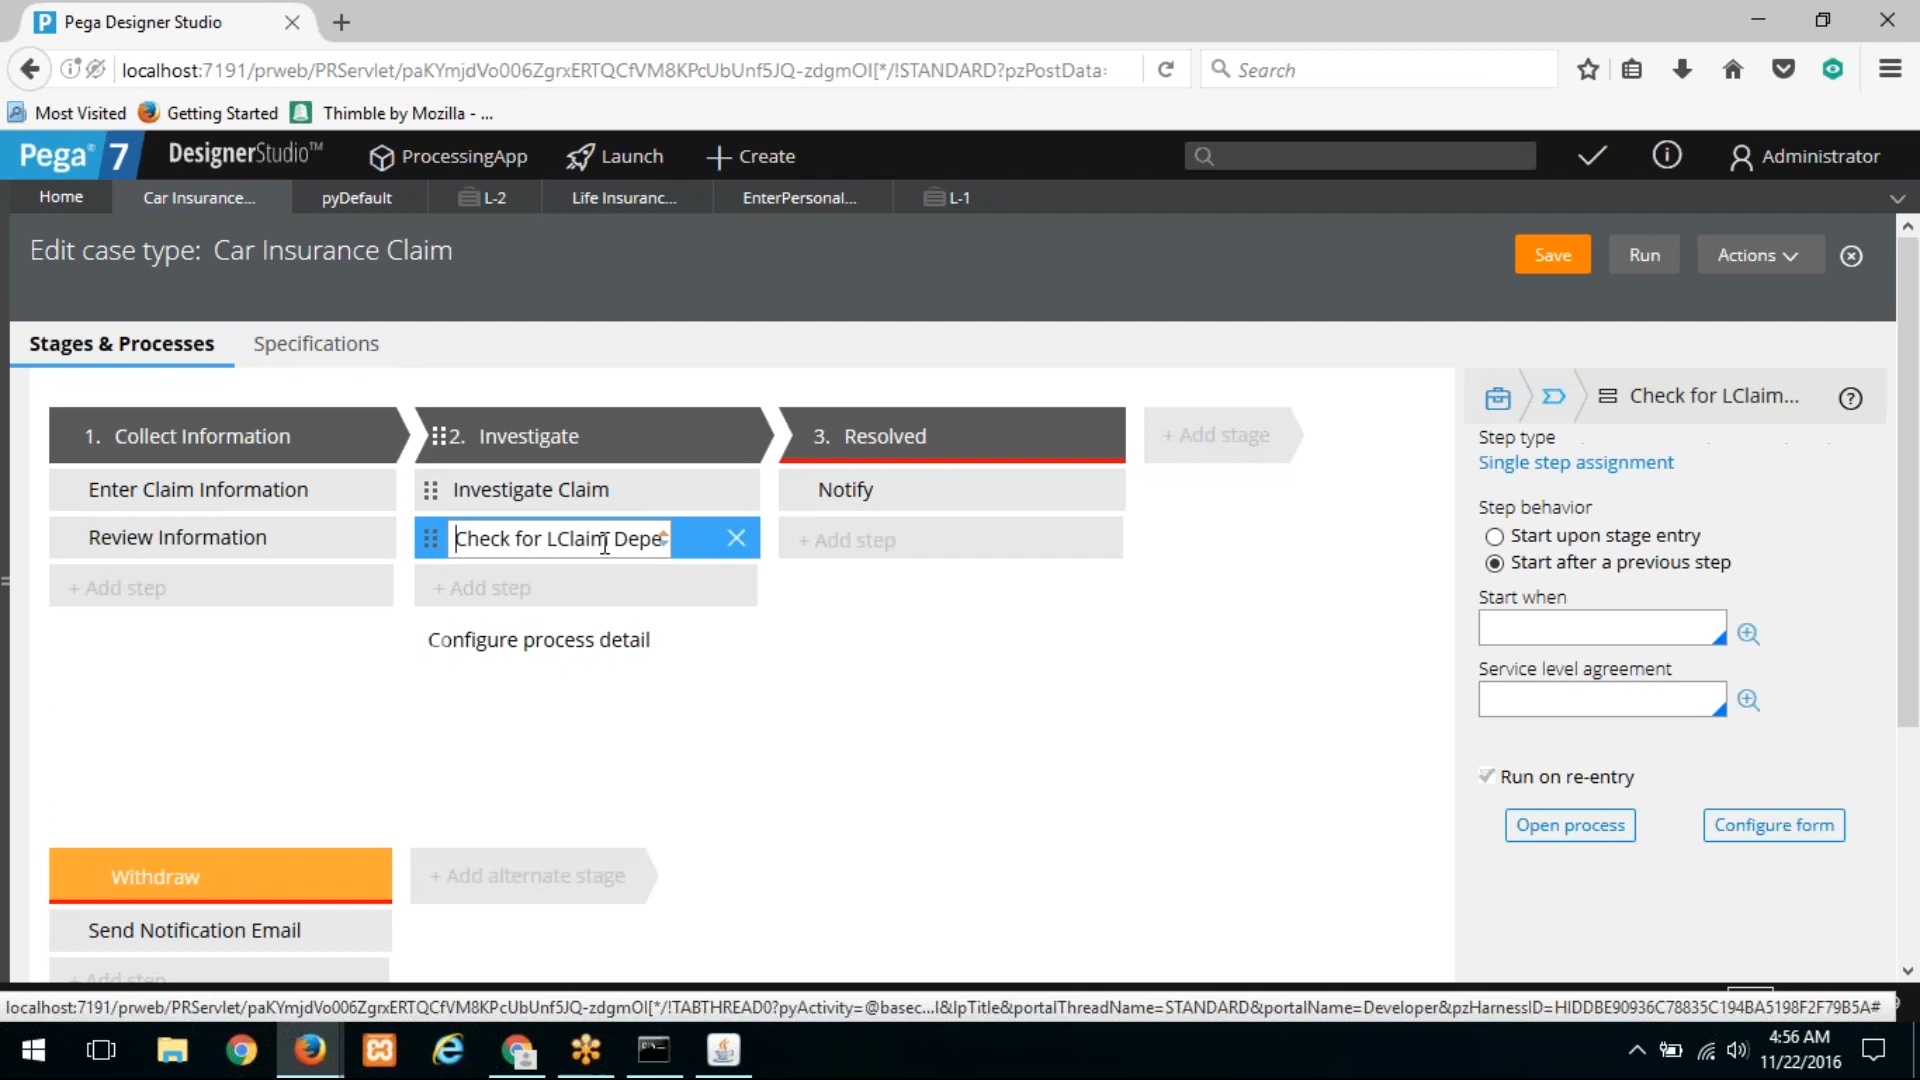 Pega Designer Studio
localhost:7191/prweb/PRServlet/paKYmjdVo006ZgrxERTQCfVM8KPcUbUnf5JQ-zdgmOI[*/!STANDARD?pzPostData=
Search
Most Visited
Getting Started
Thimble by Mozilla - ...
Pega 7
DesignerStudio™
ProcessingApp
Launch
Create
Administrator
Home
Car Insurance...
pyDefault
L-2
Life Insuranc...
EnterPersonal...
L-1
Edit case type: Car Insurance Claim
Save
Run
Actions
Stages & Processes
Specifications
1. Collect Information
2. Investigate
3. Resolved
+ Add stage
Enter Claim Information
Investigate Claim
Notify
Review Information
Check for LClaim Depe
+ Add step
+ Add step
+ Add step
Configure process detail
Withdraw
+ Add alternate stage
Send Notification Email
+ Add step
Check for LClaim...
Step type
Single step assignment
Step behavior
Start upon stage entry
Start after a previous step
Start when
Service level agreement
Run on re-entry
Open process
Configure form
localhost:7191/prweb/PRServlet/paKYmjdVo006ZgrxERTQCfVM8KPcUbUnf5JQ-zdgmOI[*/!TABTHREAD0?pyActivity=@basec...l&lpTitle&portalThreadName=STANDARD&portalName=Developer&pzHarnessID=HIDDBE90936C78835C194BA5198F2F79B5A#
4:56 AM
11/22/2016